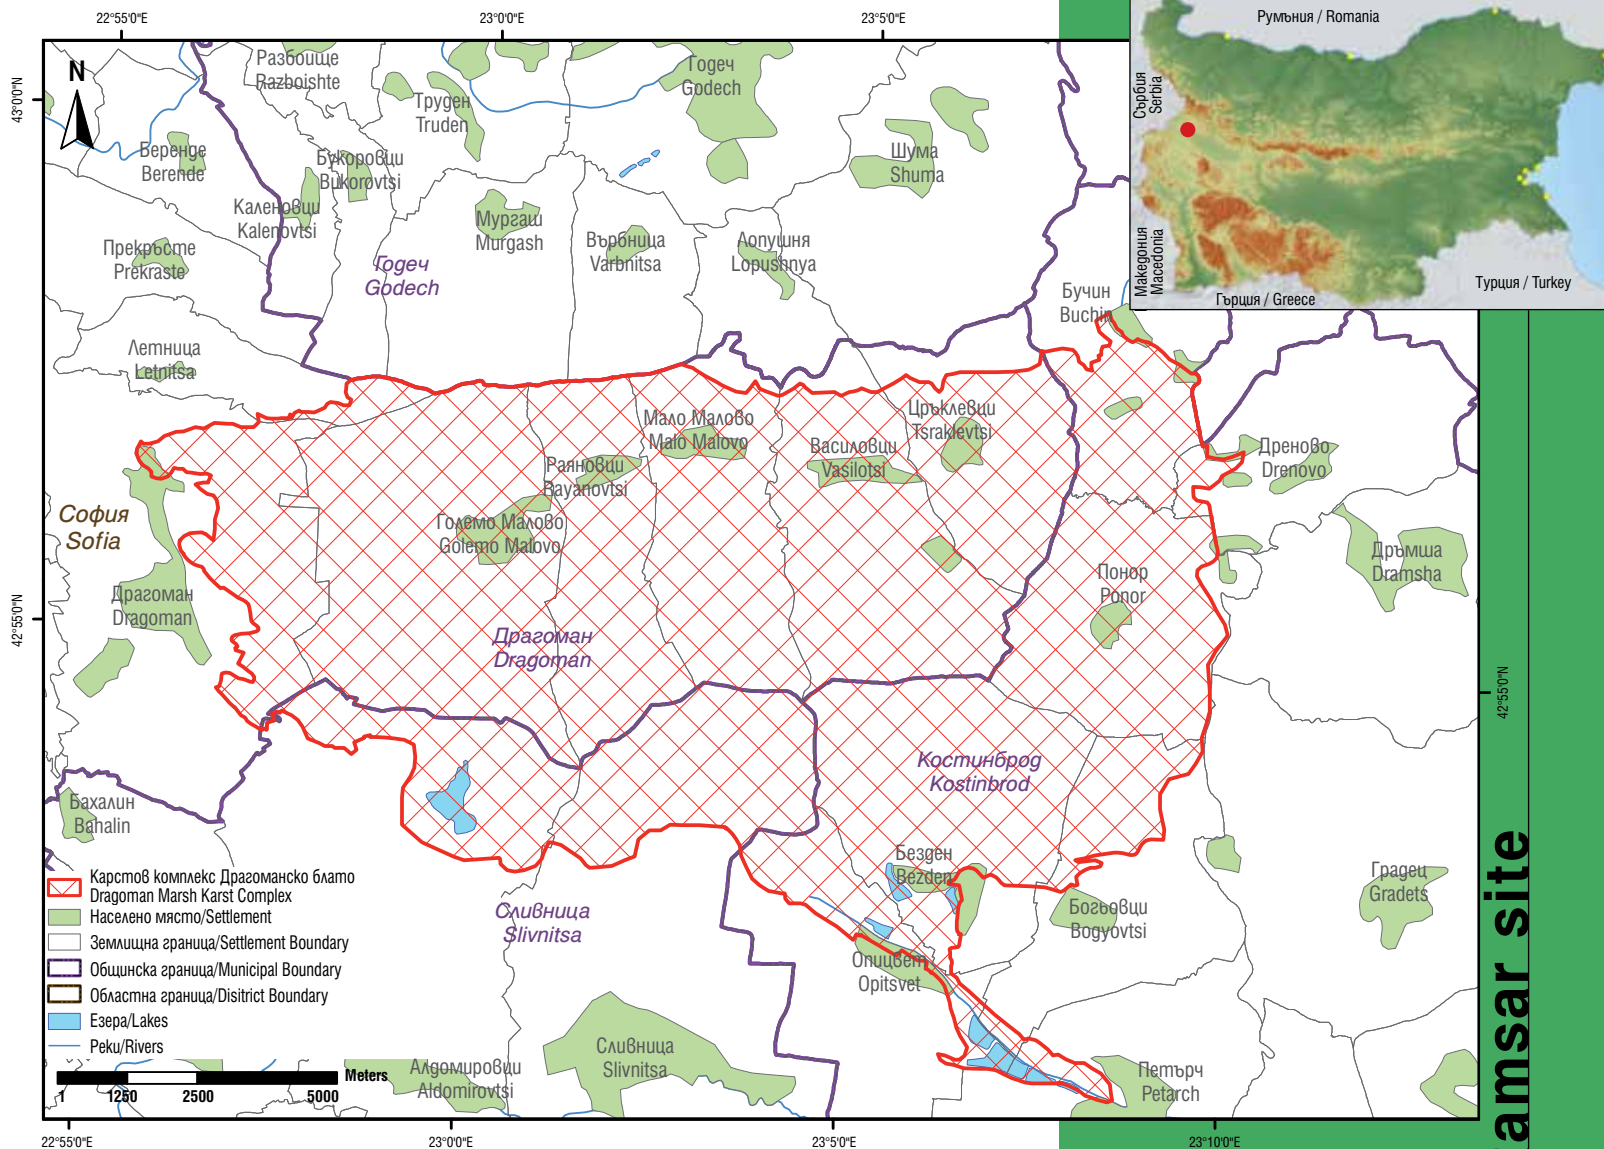 22°55'0"E
23°0'0"E
23°5'0"E
43°0'0"N
42°55'0"N
N
Разбоище
Razboishte
Годеч
Godech
Труден
Truden
Беренде
Berende
Букоровци
Bukorovtsi
Шума
Shuma
Каленовци
Kalenovtsi
Мургаш
Murgash
Върбница
Varbnitsa
Лопушня
Lopushnya
Прекръсте
Prekraste
Годеч
Godech
Бучин
Buchin
Летница
Letnitsa
Румъния / Romania
Сърбия
Serbia
Македония
Macedonia
Гърция / Greece
Турция / Turkey
Мало Малово
Malo Malovo
Цръклевци
Tsraklevtsi
Василовци
Vasilotsi
Раяновци
Rayanovtsi
Големо Малово
Golemo Malovo
Дреново
Drenovo
София
Sofia
Дръмша
Dramsha
Драгоман
Dragoman
Понор
Ponor
Драгоман
Dragoman
42°55'0"N
Костинброд
Kostinbrod
Бахалин
Bahalin
Безден
Bezden
Градец
Gradets
Богьовци
Bogyovtsi
Сливница
Slivnitsa
Опицвет
Opitsvet
Сливница
Slivnitsa
Алдомировци
Aldomirovtsi
Петърч
Petarch
Карстов комплекс Драгоманско блато
Dragoman Marsh Karst Complex
Населено място/Settlement
Землищна граница/Settlement Boundary
Общинска граница/Municipal Boundary
Областна граница/Disitrict Boundary
Езера/Lakes
Реки/Rivers
Meters
1 1250 2500 5000
22°55'0"E
23°0'0"E
23°5'0"E
23°10'0"E
amsar site